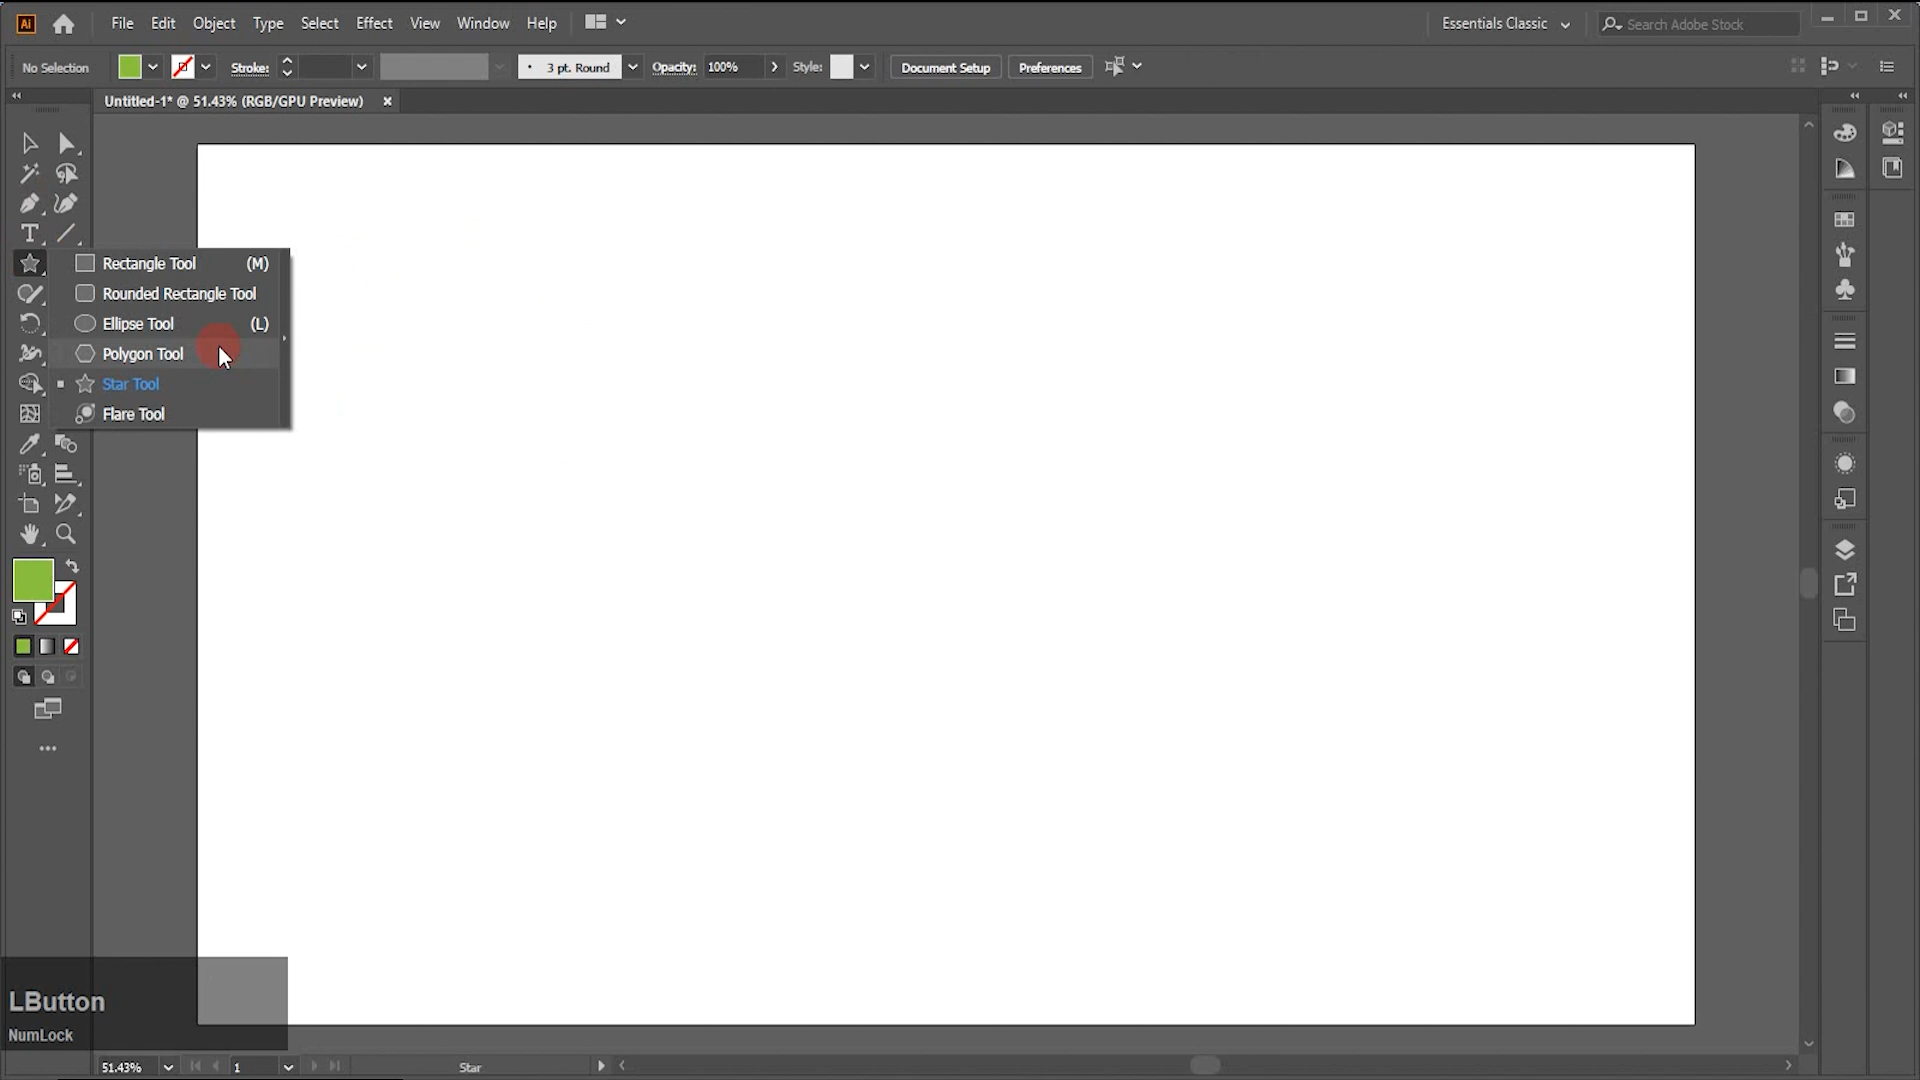 Ai File Edit Object Type Select Effect View Window Help Essentials Classic Search Adobe Stock
No Selection Stroke: 3 pt. Round Opacity: 100% Style: Document Setup Preferences
Untitled-1* @ 51.43% (RGB/GPU Preview)
Rectangle Tool (M)
Rounded Rectangle Tool
Ellipse Tool (L)
Polygon Tool
Star Tool
Flare Tool
LButton
NumLock
51.43% 1 Star